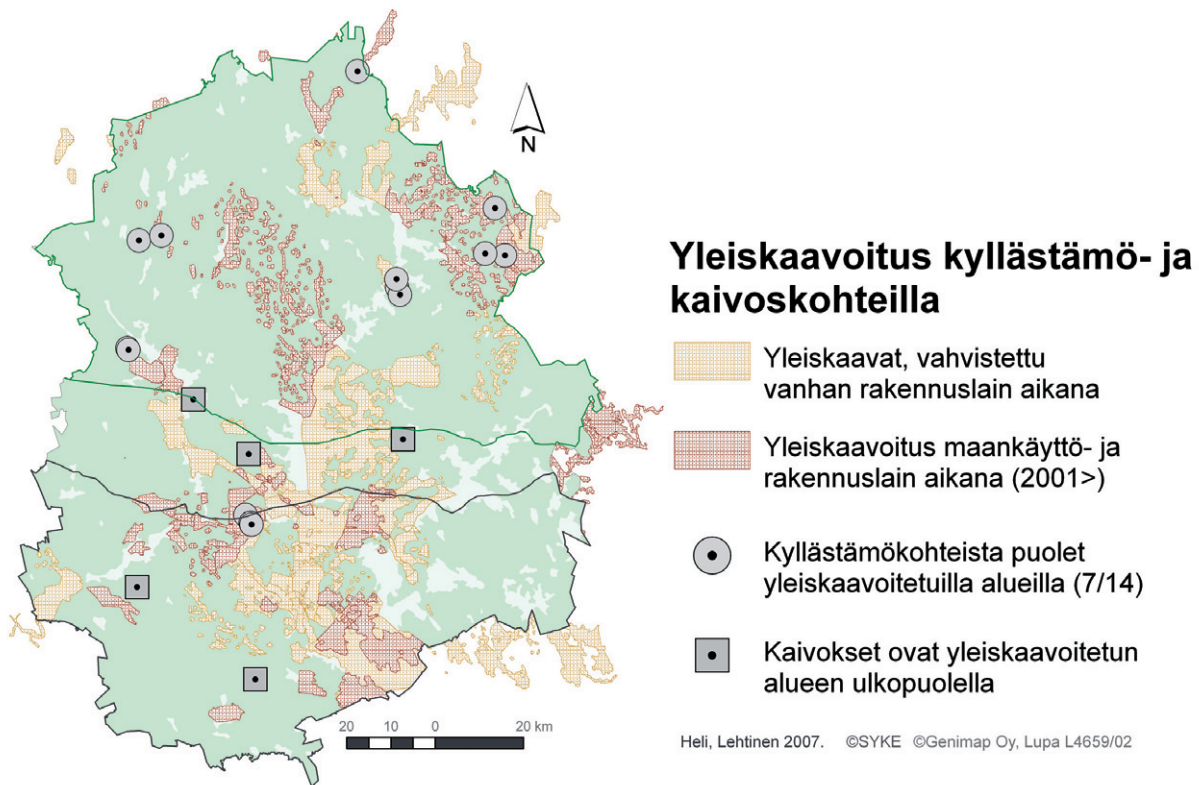 N
Yleiskaavoitus kyllästämö- ja
kaivoskohteilla
Yleiskaavat, vahvistettu
vanhan rakennuslain aikana
Yleiskaavoitus maankäyttö- ja
rakennuslain aikana (2001>)
Kyllästämökohteista puolet
yleiskaavoitetuilla alueilla (7/14)
Kaivokset ovat yleiskaavoitetun
alueen ulkopuolella
20 10 0 20 km
Heli, Lehtinen 2007. ©SYKE ©Genimap Oy, Lupa L4659/02